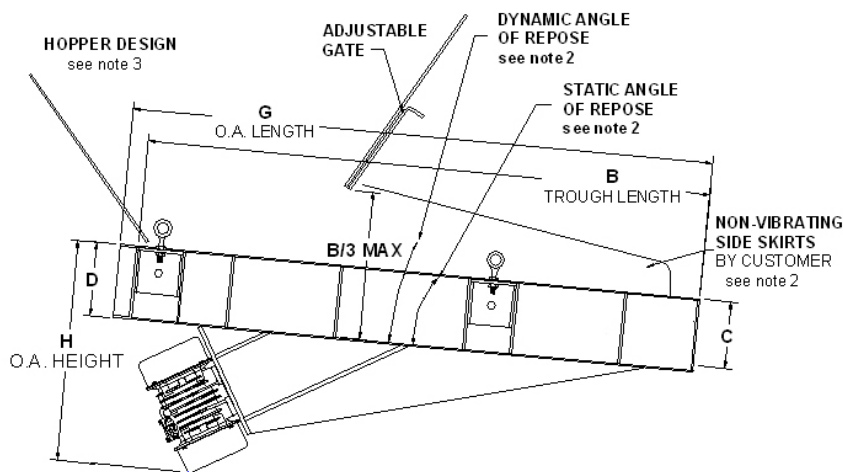 HOPPER DESIGN
see note 3
ADJUSTABLE
GATE
DYNAMIC ANGLE
OF REPOSE
see note 2
STATIC ANGLE
OF REPOSE
see note 2
G
O.A. LENGTH
B
TROUGH LENGTH
NON-VIBRATING
SIDE SKIRTS
BY CUSTOMER
see note 2
B/3 MAX
D
C
H
O.A. HEIGHT